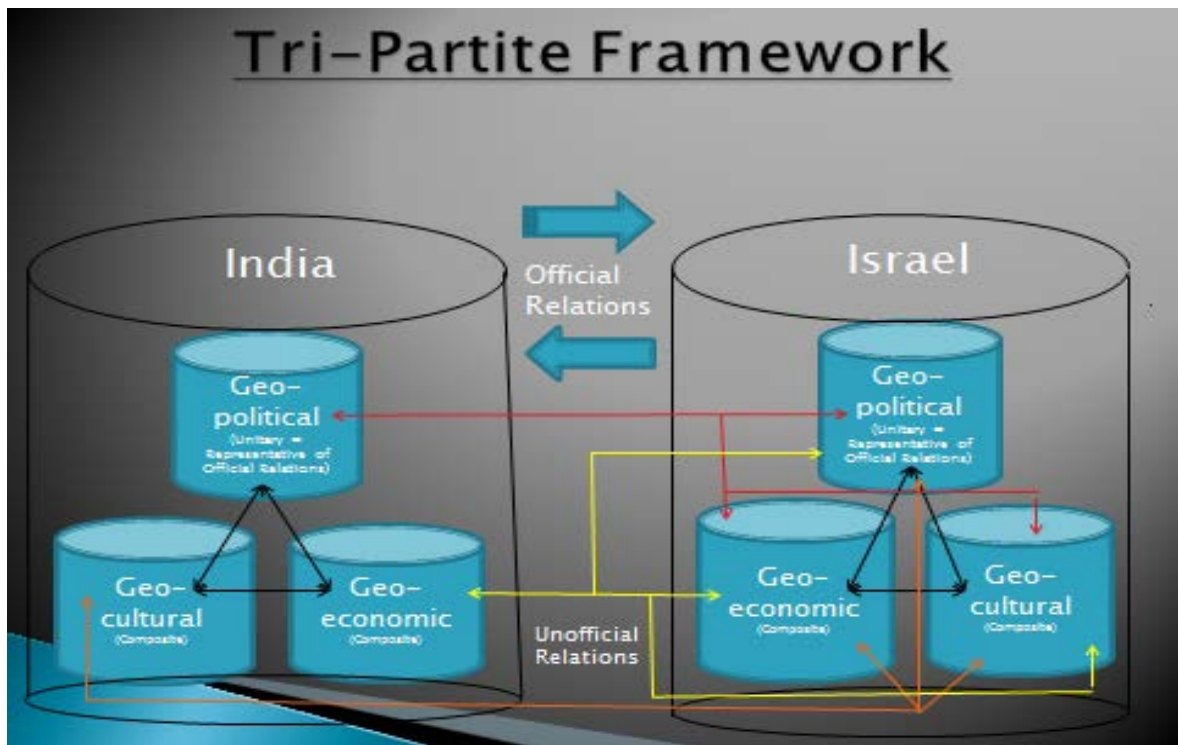 Tri-Partite Framework
India
Official
Relations
Israel
Geo-
political
(Unitary =
Representative of
Official Relations)
Geo-
cultural
(Composite)
Geo-
economic
(Composite)
Unofficial
Relations
Geo-
political
(Unitary =
Representative of
Official Relations)
Geo-
economic
(Composite)
Geo-
cultural
(Composite)